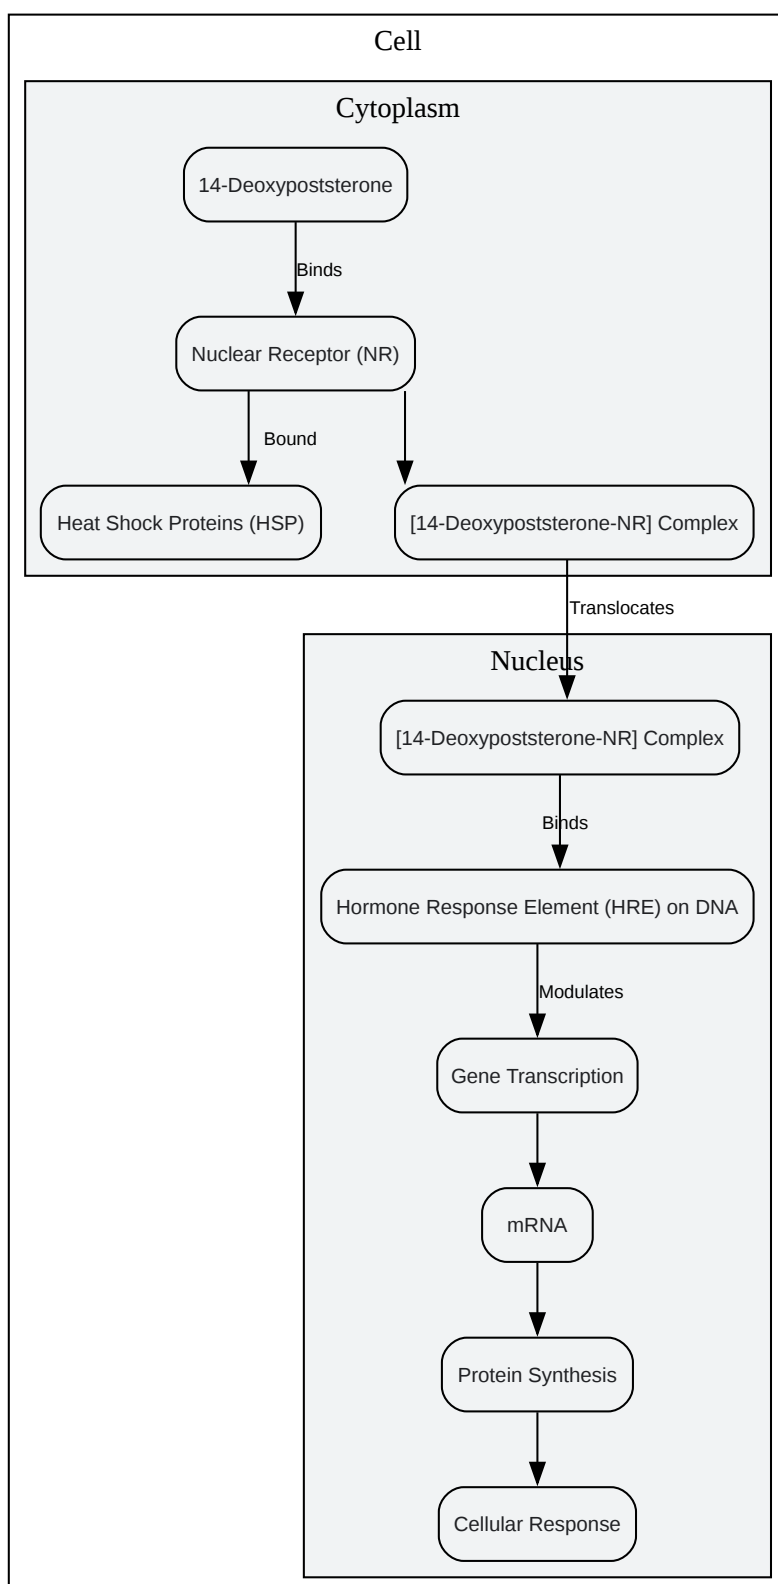 Cell
Cytoplasm
14-Deoxypoststerone
Binds
Nuclear Receptor (NR)
Bound
Heat Shock Proteins (HSP)
[14-Deoxypoststerone-NR] Complex
Translocates
Nucleus
[14-Deoxypoststerone-NR] Complex
Binds
Hormone Response Element (HRE) on DNA
Modulates
Gene Transcription
mRNA
Protein Synthesis
Cellular Response